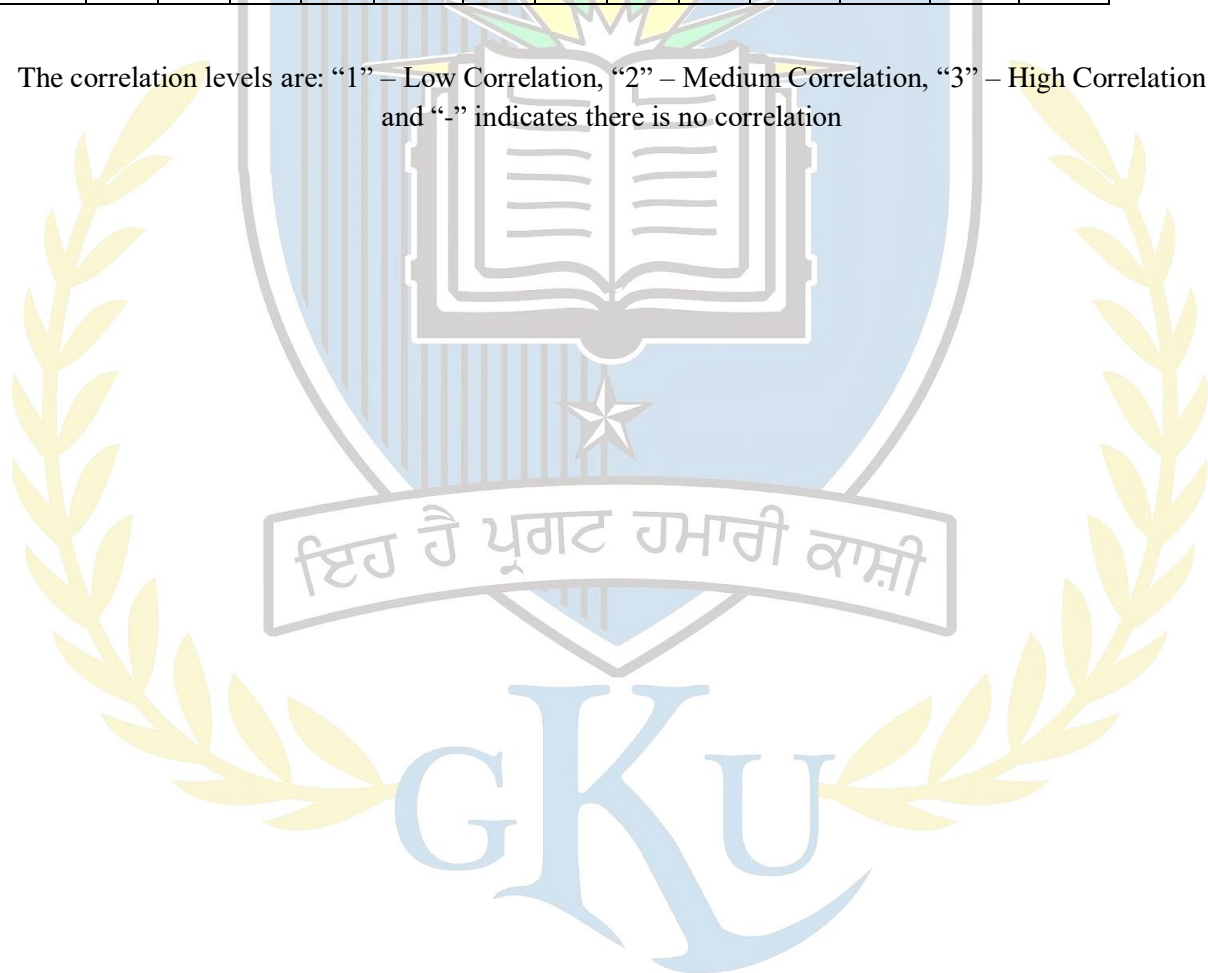 The correlation levels are: “1” – Low Correlation, “2” – Medium Correlation, “3” – High Correlation
and “-” indicates there is no correlation
ਇਹ ਹੈ ਪ੍ਰਗਟ ਹਮਾਰੀ ਕਾਸ਼ੀ
GKU